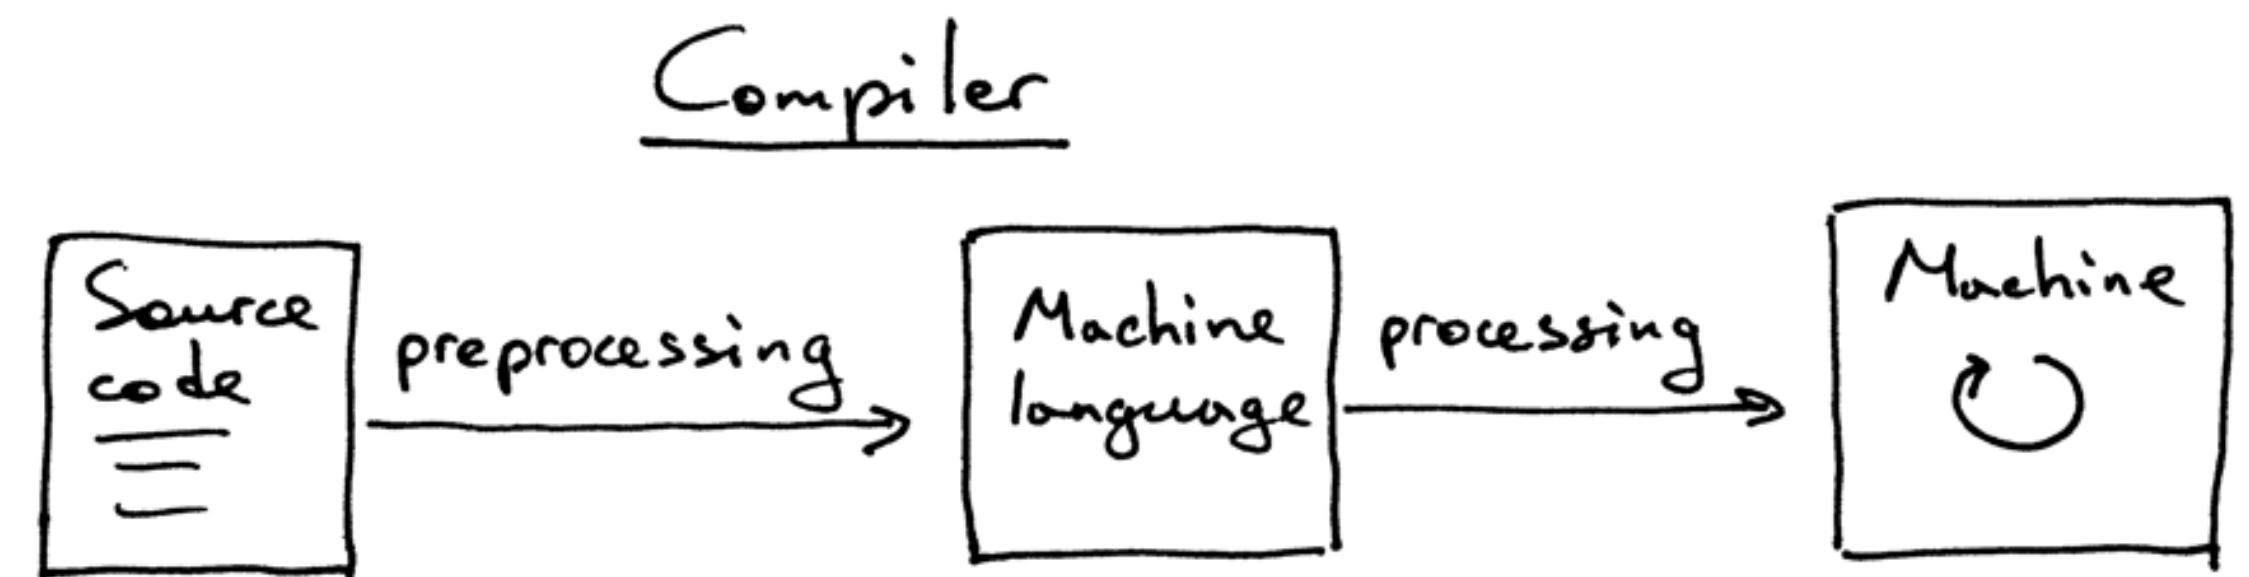 Compiler
Source
code
preprocessing
Machine
language
processing
Machine